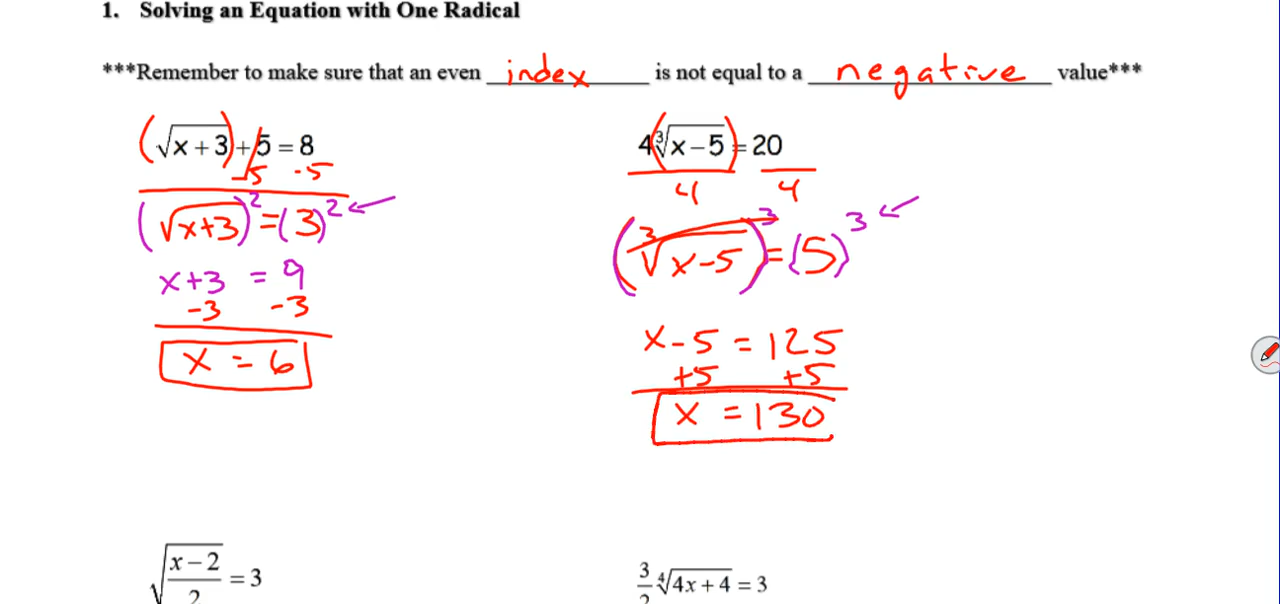 1. Solving an Equation with One Radical
***Remember to make sure that an even index is not equal to a negative value***
(√x + 3) + 5 = 8
-5 -5
(√x+3)² = (3)²
x+3 = 9
-3 -3
x = 6
4(∛x – 5) = 20
4 4
(∛x-5)³ = (5)³
x-5 = 125
+5 +5
x = 130
√x – 2 / 2 = 3
3/2 ∜4x + 4 = 3